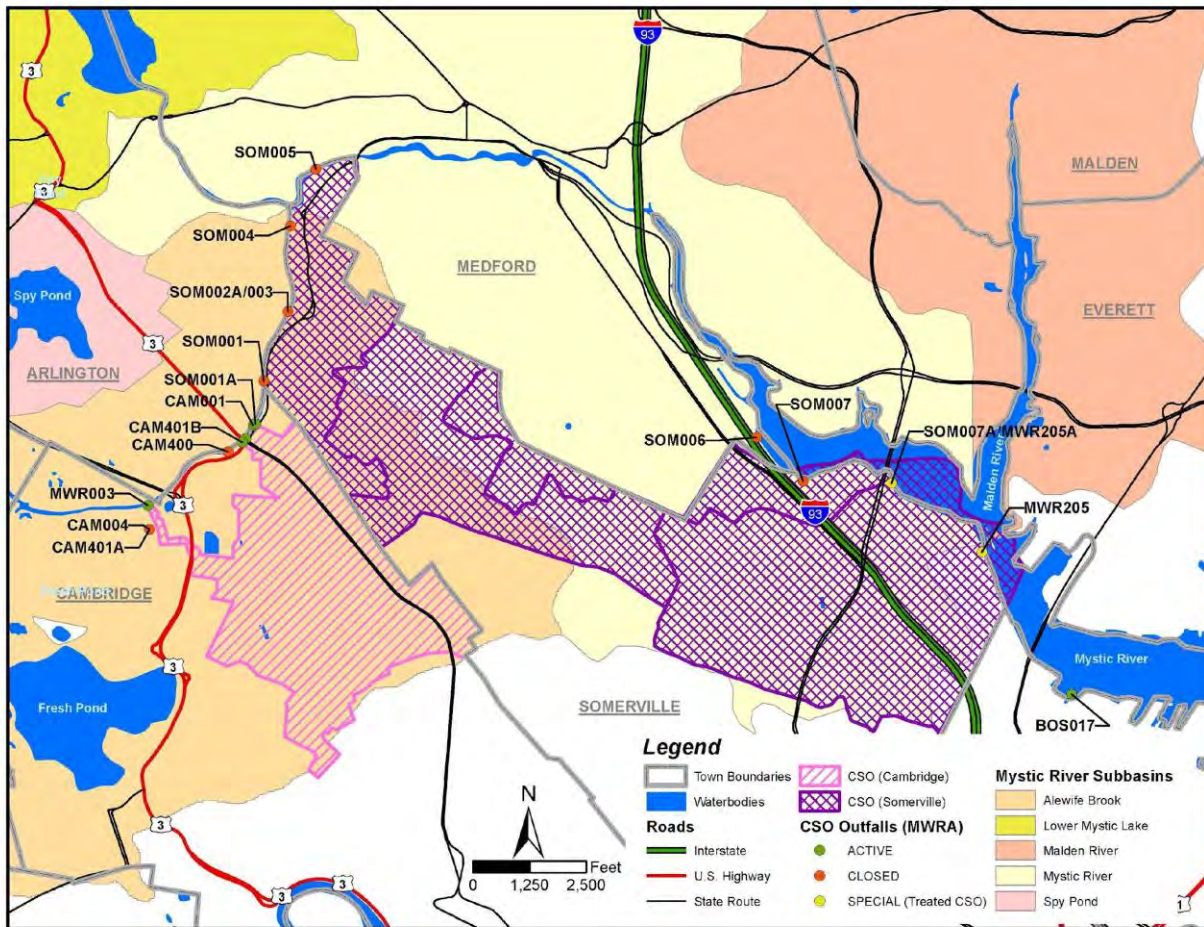 93
3
3
3
SOM005
MALDEN
SOM004
MEDFORD
Spy Pond
SOM002A/003
EVERETT
3
SOM001
ARLINGTON
SOM001A
CAM001
SOM007
CAM401B
SOM006
SOM007A/MWR205A
CAM400
Malden River
MWR003
3
93
MWR205
CAM004
CAM401A
CAMBRIDGE
3
Mystic River
Fresh Pond
SOMERVILLE
BOS017
3
3
3
1
Legend
Town Boundaries
Waterbodies
Roads
Interstate
U.S. Highway
State Route
CSO (Cambridge)
CSO (Somerville)
CSO Outfalls (MWRA)
ACTIVE
CLOSED
SPECIAL (Treated CSO)
Mystic River Subbasins
Alewife Brook
Lower Mystic Lake
Malden River
Mystic River
Spy Pond
N
Feet
0 1,250 2,500